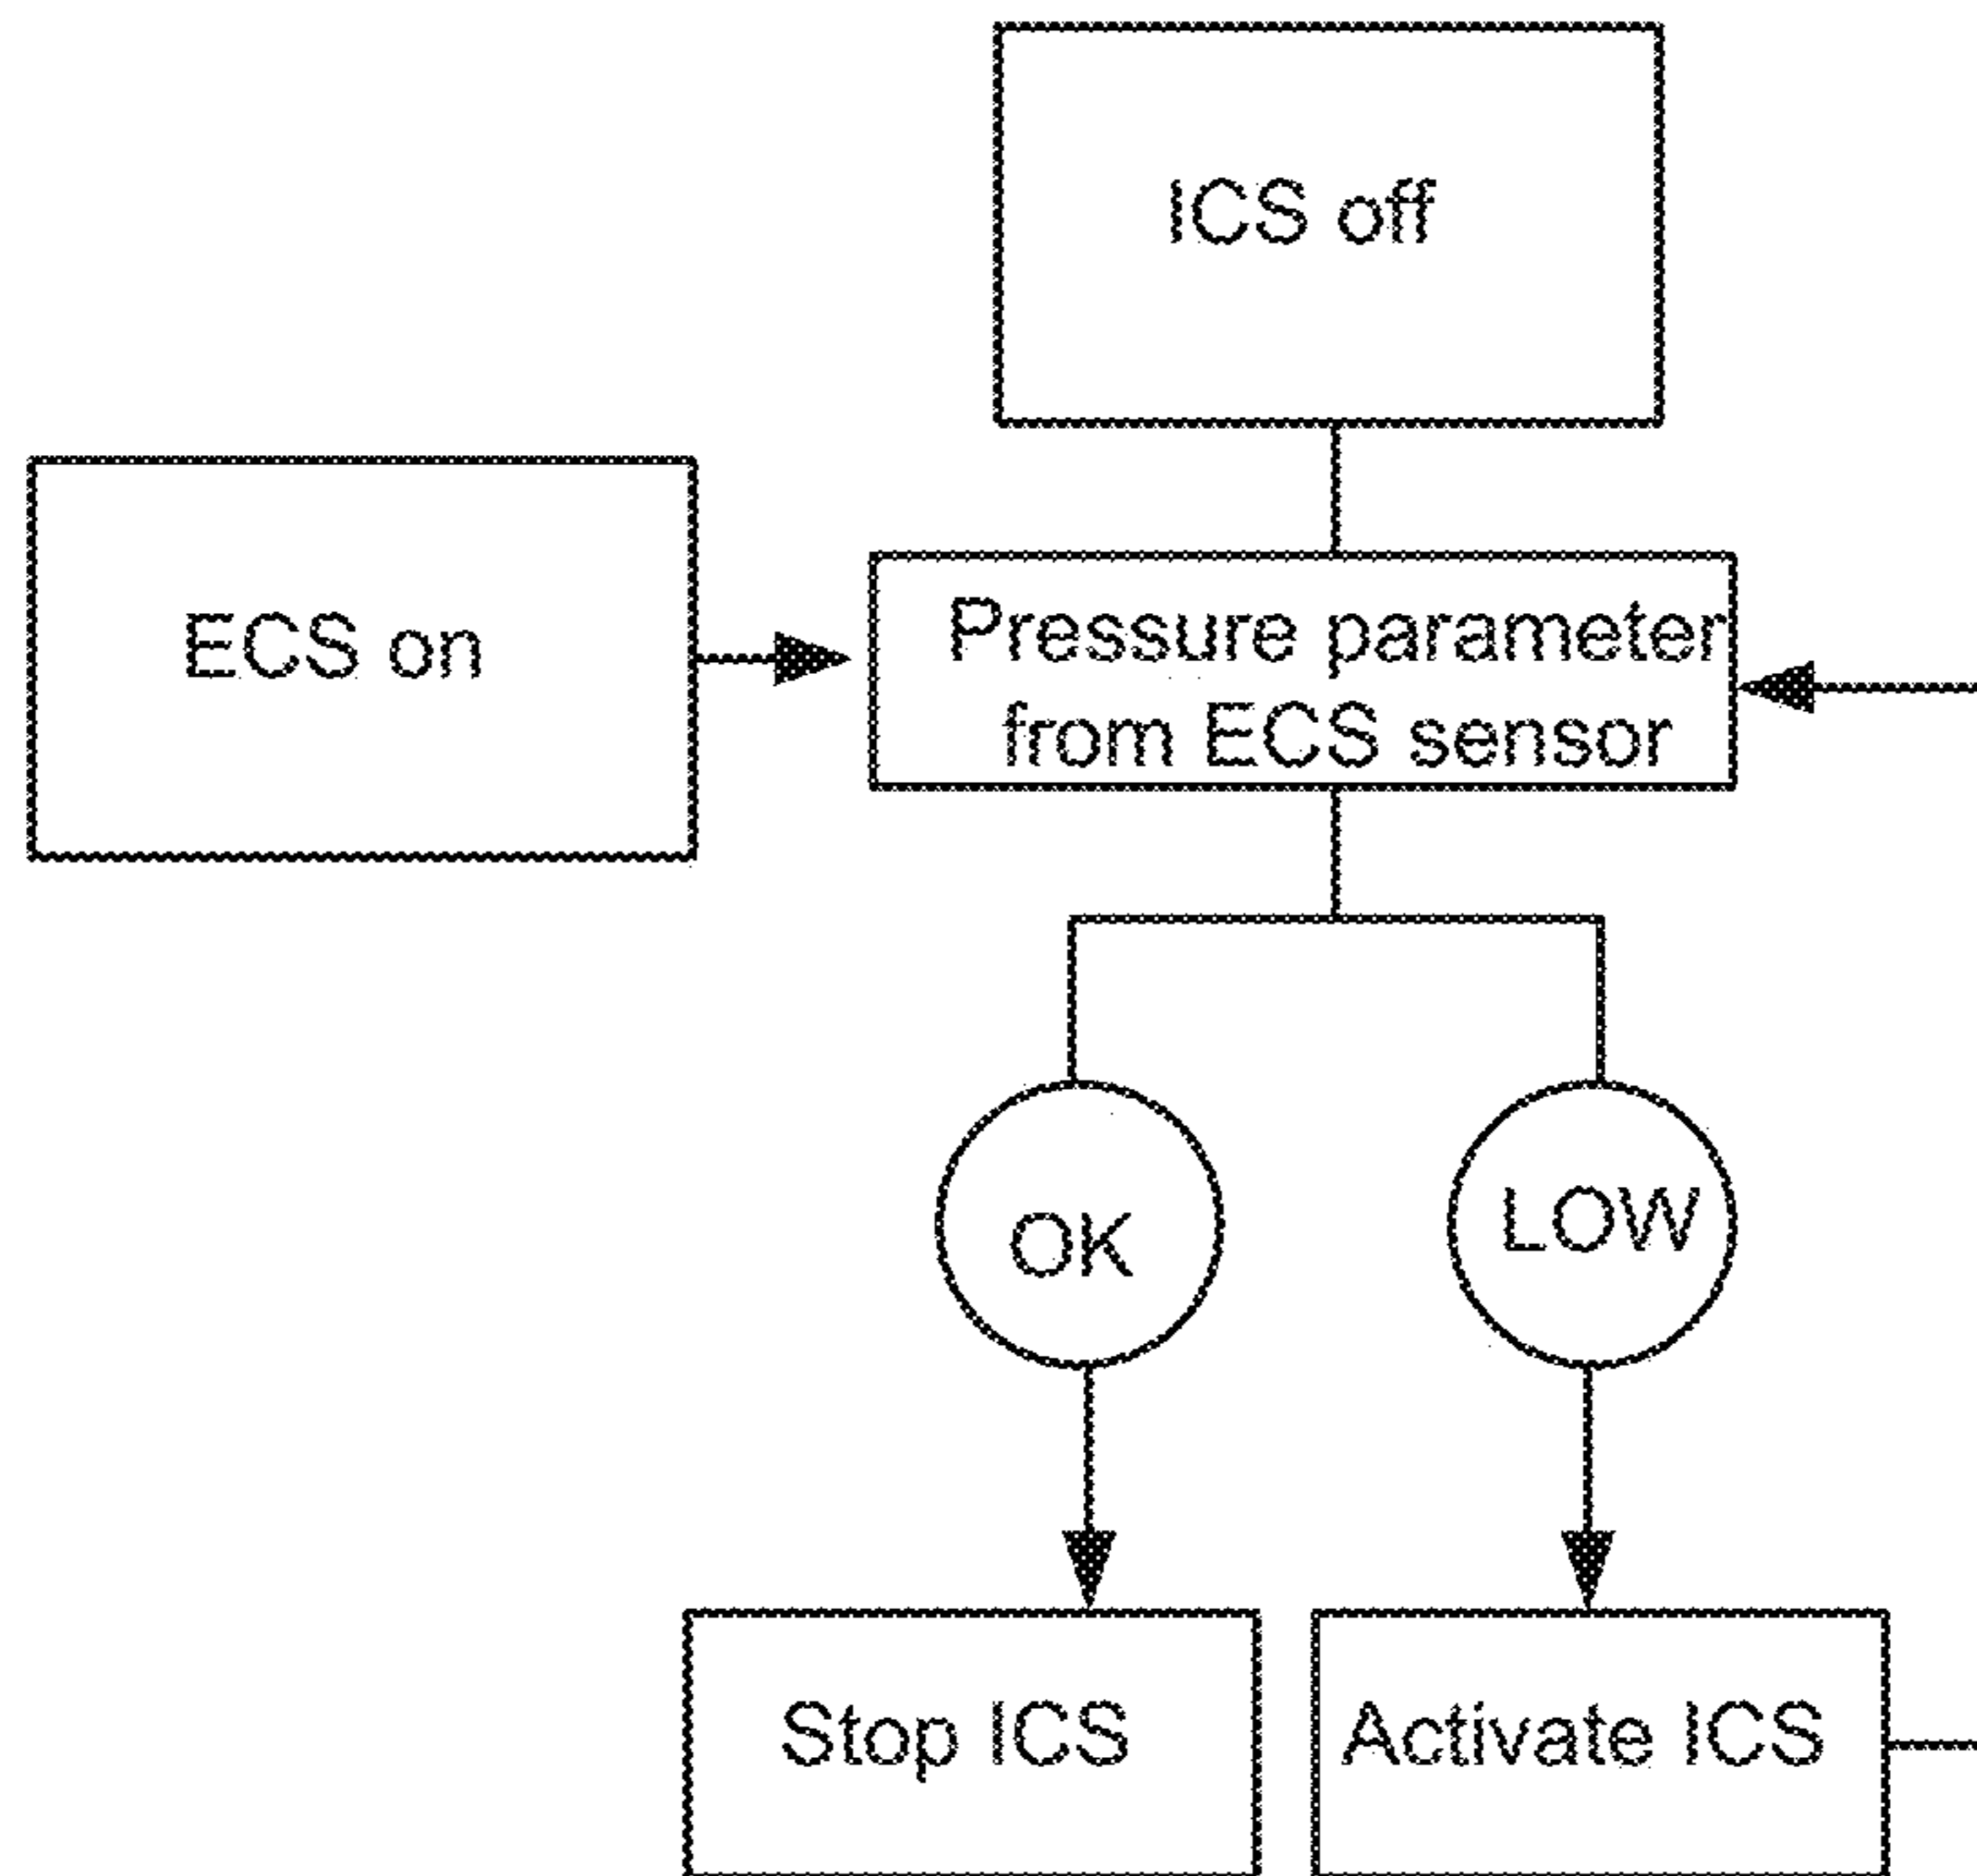 ICS off
ECS on
Pressure parameter
from ECS sensor
OK
LOW
Stop ICS
Activate ICS